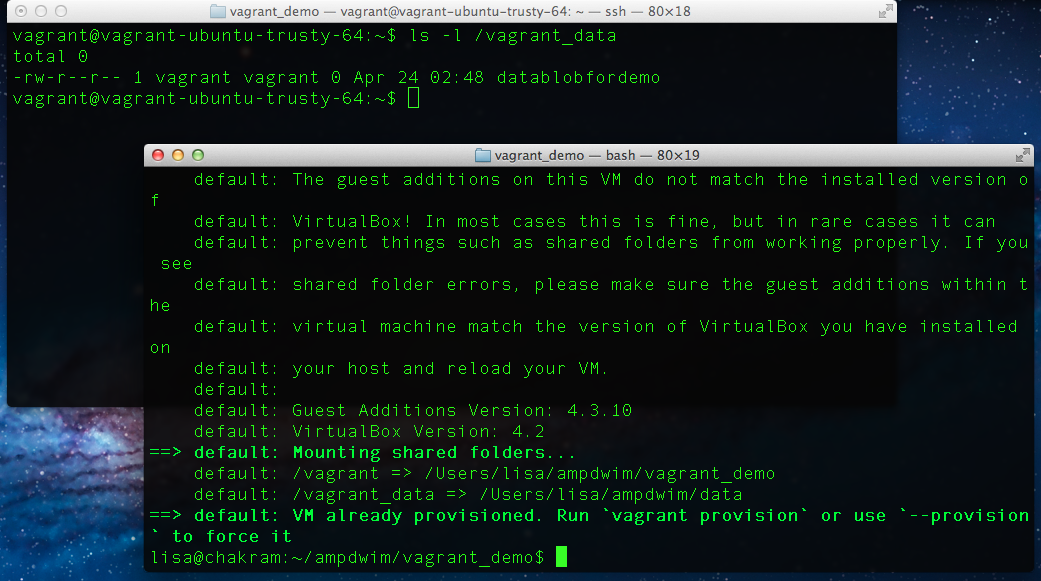 vagrant_demo — vagrant@vagrant-ubuntu-trusty-64: ~ — ssh — 80×18
vagrant@vagrant-ubuntu-trusty-64:~$ ls -l /vagrant_data
total 0
-rw-r--r-- 1 vagrant vagrant 0 Apr 24 02:48 datablobfordemo
vagrant@vagrant-ubuntu-trusty-64:~$
vagrant_demo — bash — 80×19
default: The guest additions on this VM do not match the installed version o
f
default: VirtualBox! In most cases this is fine, but in rare cases it can
default: prevent things such as shared folders from working properly. If you
see
default: shared folder errors, please make sure the guest additions within t
he
default: virtual machine match the version of VirtualBox you have installed
on
default: your host and reload your VM.
default:
default: Guest Additions Version: 4.3.10
default: VirtualBox Version: 4.2
==> default: Mounting shared folders...
default: /vagrant => /Users/lisa/ampdwim/vagrant_demo
default: /vagrant_data => /Users/lisa/ampdwim/data
==> default: VM already provisioned. Run `vagrant provision` or use `--provision
` to force it
lisa@chakram:~/ampdwim/vagrant_demo$